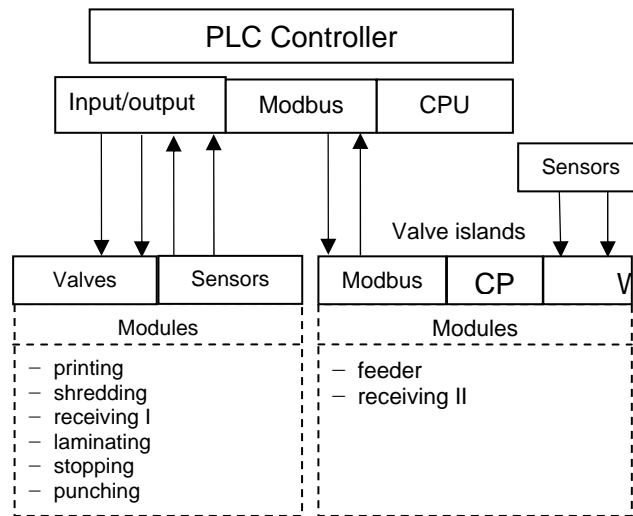 PLC Controller
Input/output
Modbus
CPU
Sensors
Valve islands
Valves
Sensors
Modbus
CP
Modules
Modules
– printing
– shredding
– receiving I
– laminating
– stopping
– punching
– feeder
– receiving II